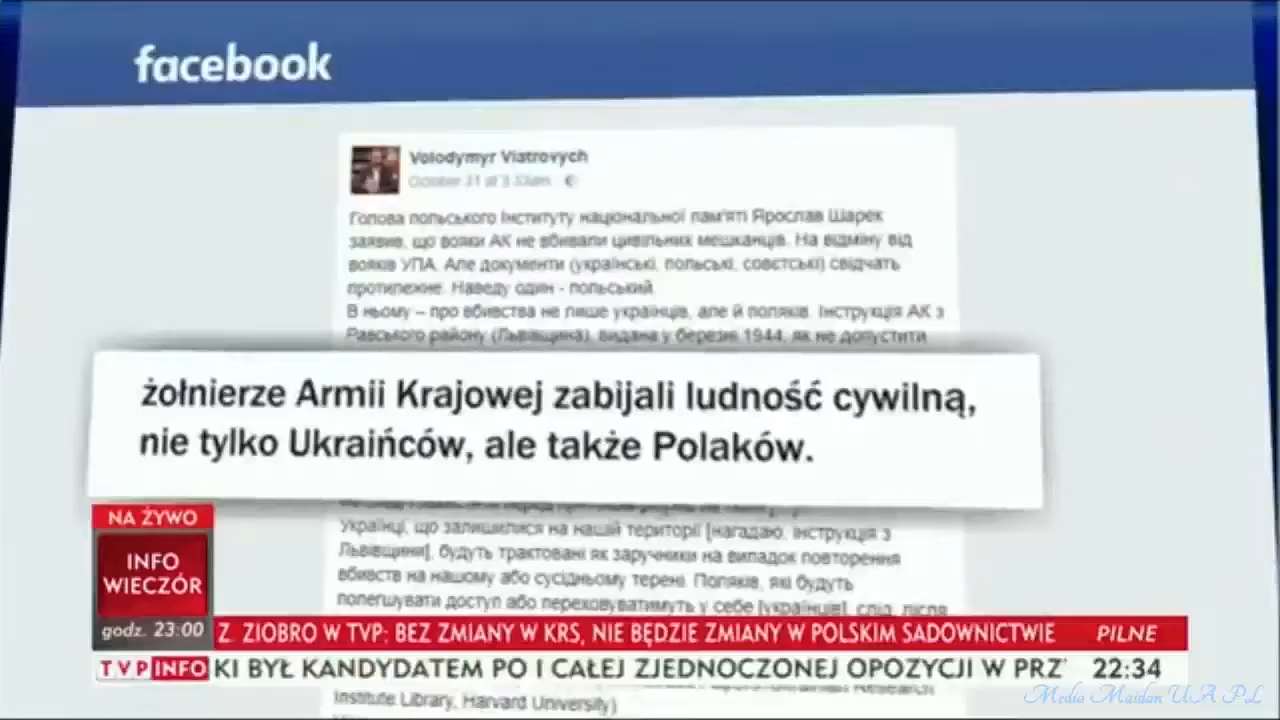 facebook
Volodymyr Viatrovych
October 31 at
Голова польського Інституту національної пам'яті Ярослав Шарек
заявив, що вояки АК не вбивали цивільних мешканців. На відміну від
вояків УПА. Але документи (українські, польські, совєтські) свідчать
протилежне. Наведу один - польський.
В ньому – про вбивства не лише українців, але й поляків. Інструкція АК з
Равського району (Львівщина), видана у березні 1944, як не допустити
żołnierze Armii Krajowej zabijali ludność cywilną,
nie tylko Ukraińców, ale także Polaków.
Українці, що залишилися на нашій території [нагадаю, інструкція з
Львівщини], будуть трактовані як заручники на випадок повторення
вбивств на нашому або сусідньому терені. Поляків, які будуть
полегшувати доступ або переховуватимуть у себе [українців], слід, після
NA ŻYWO
INFO
WIECZÓR
godz. 23:00
Z. ZIOBRO W TVP: BEZ ZMIANY W KRS, NIE BĘDZIE ZMIANY W POLSKIM SADOWNICTWIE
PILNE
TVP INFO
KI BYŁ KANDYDATEM PO I CAŁEJ ZJEDNOCZONEJ OPOZYCJI W PRZ
22:34
Research
Institute Library, Harvard University)
Media Maidan UA PL